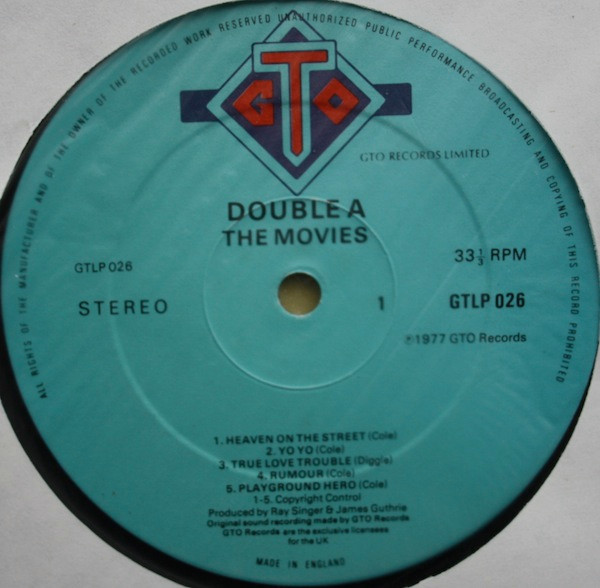 ALL RIGHTS OF THE MANUFACTURER AND OF THE OWNER OF THE RECORDED WORK RESERVED UNAUTHORIZED PUBLIC PERFORMANCE BROADCASTING AND COPYING OF THIS RECORD PROHIBITED
GTO
GTO RECORDS LIMITED
DOUBLE A
THE MOVIES
33⅓ RPM
GTLP 026
STEREO
1
GTLP 026
℗ 1977 GTO Records
1. HEAVEN ON THE STREET (Cole)
2. YO YO (Cole)
3. TRUE LOVE TROUBLE (Diggle)
4. RUMOUR (Cole)
5. PLAYGROUND HERO (Cole)
1-5. Copyright Control
Produced by Ray Singer & James Guthrie
Original sound recording made by GTO Records
GTO Records are the exclusive licensees
for the UK
MADE IN ENGLAND